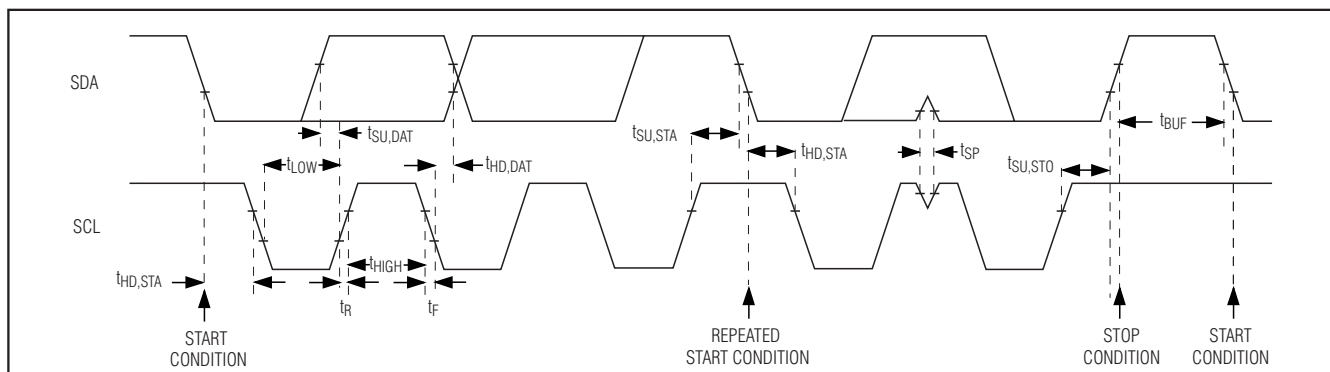 SDA
tSU,DAT
tSU,STA
tBUF
tLOW
tHD,DAT
tHD,STA
tSP
tSU,STO
SCL
tHIGH
tHD,STA
tR
tF
START
CONDITION
REPEATED
START CONDITION
STOP
CONDITION
START
CONDITION